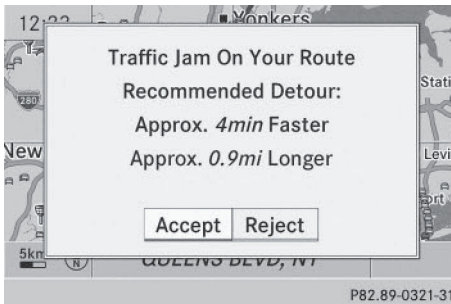 Yonkers
Traffic Jam On Your Route
Recommended Detour:
Approx. 4min Faster
Approx. 0.9mi Longer
280
New
Accept Reject
5km
N
QUEENS BLVD, NY
P82.89-0321-31